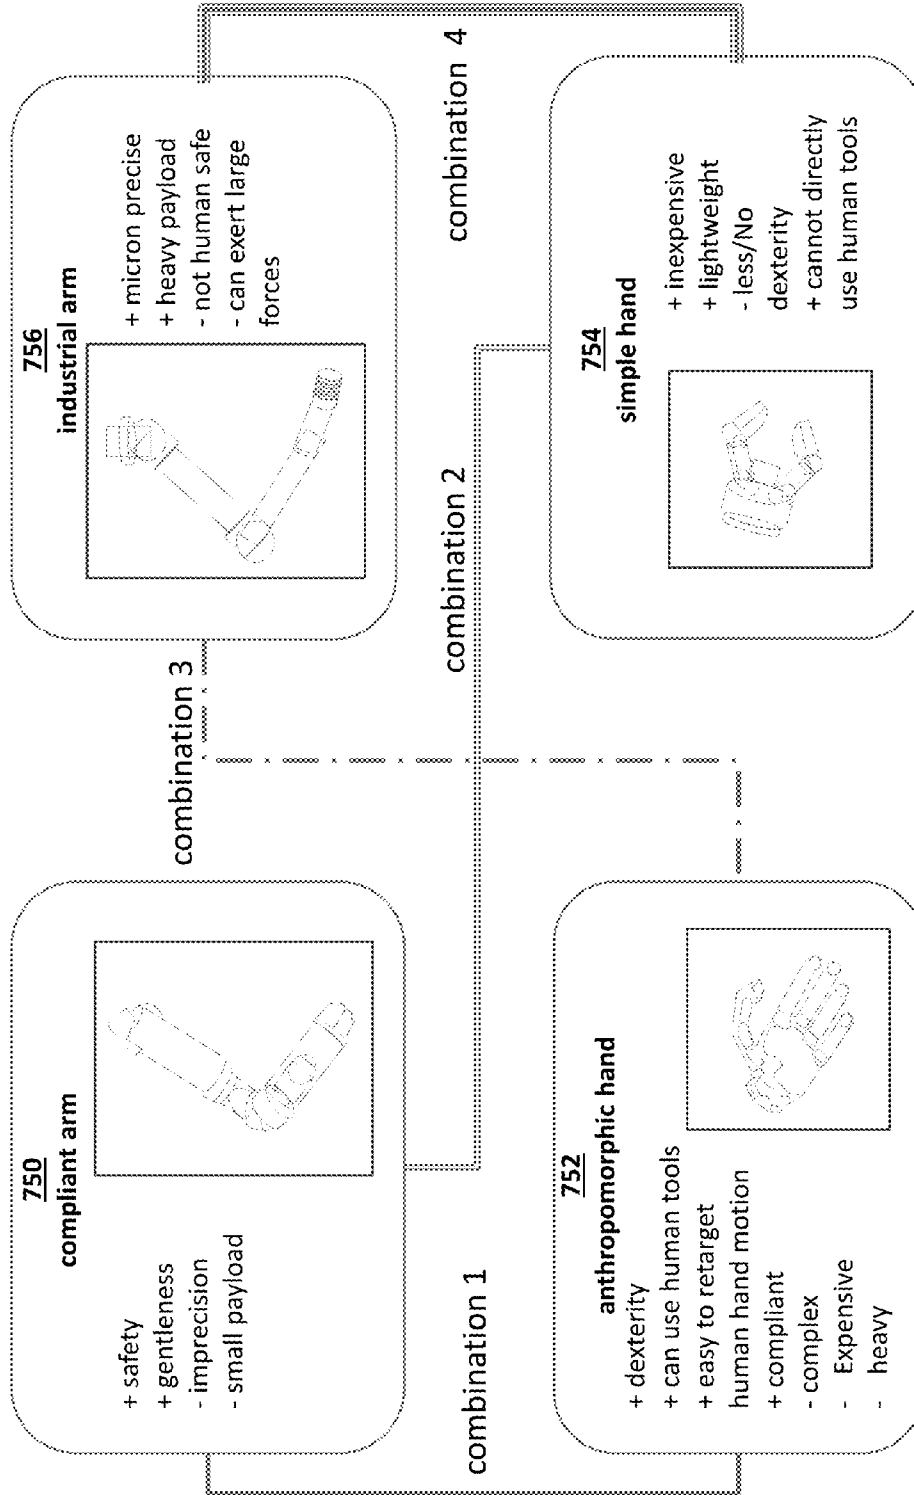 750
compliant arm
+ safety
+ gentleness
- imprecision
- small payload
756
industrial arm
+ micron precise
+ heavy payload
- not human safe
- can exert large
forces
combination 3
combination 1
combination 2
combination 4
752
anthropomorphic hand
+ dexterity
+ can use human tools
+ easy to retarget
human hand motion
+ compliant
- complex
- Expensive
- heavy
754
simple hand
+ inexpensive
+ lightweight
- less/No
dexterity
+ cannot directly
use human tools